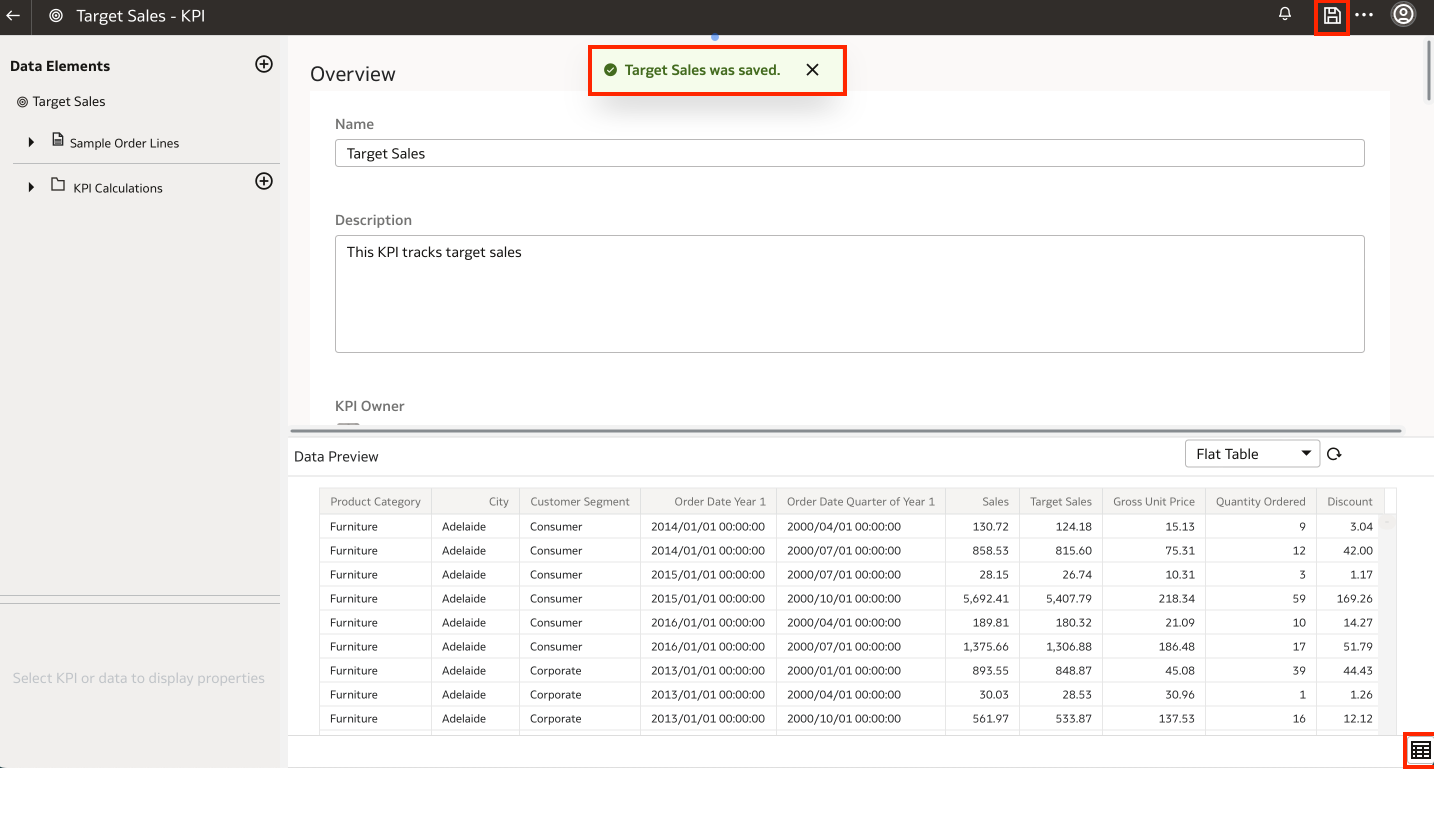 Target Sales - KPI
Data Elements
Target Sales
Sample Order Lines
KPI Calculations
Select KPI or data to display properties
Target Sales was saved.
Overview
Name
Target Sales
Description
This KPI tracks target sales
KPI Owner
Data Preview
Flat Table
Product Category City Customer Segment Order Date Year 1 Order Date Quarter of Year 1 Sales Target Sales Gross Unit Price Quantity Ordered Discount
Furniture Adelaide Consumer 2014/01/01 00:00:00 2000/04/01 00:00:00 130.72 124.18 15.13 9 3.04
Furniture Adelaide Consumer 2014/01/01 00:00:00 2000/07/01 00:00:00 858.53 815.60 75.31 12 42.00
Furniture Adelaide Consumer 2015/01/01 00:00:00 2000/07/01 00:00:00 28.15 26.74 10.31 3 1.17
Furniture Adelaide Consumer 2015/01/01 00:00:00 2000/10/01 00:00:00 5,692.41 5,407.79 218.34 59 169.26
Furniture Adelaide Consumer 2016/01/01 00:00:00 2000/04/01 00:00:00 189.81 180.32 21.09 10 14.27
Furniture Adelaide Consumer 2016/01/01 00:00:00 2000/07/01 00:00:00 1,375.66 1,306.88 186.48 17 51.79
Furniture Adelaide Corporate 2013/01/01 00:00:00 2000/01/01 00:00:00 893.55 848.87 45.08 39 44.43
Furniture Adelaide Corporate 2013/01/01 00:00:00 2000/04/01 00:00:00 30.03 28.53 30.96 1 1.26
Furniture Adelaide Corporate 2013/01/01 00:00:00 2000/10/01 00:00:00 561.97 533.87 137.53 16 12.12